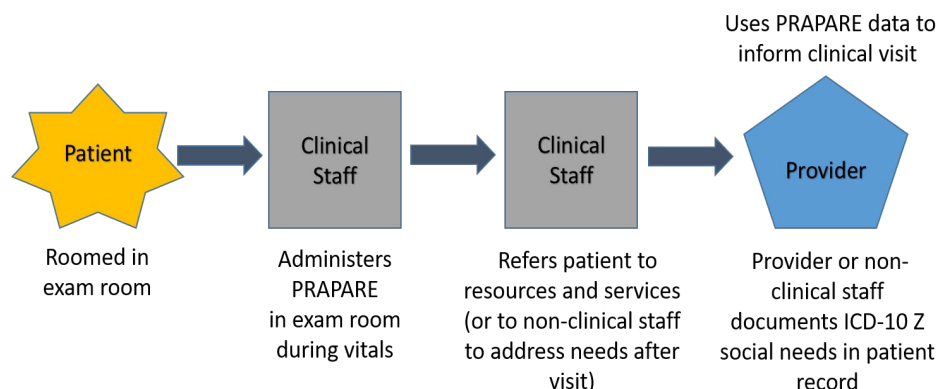 Uses PRAPARE data to
inform clinical visit
Patient
Clinical
Staff
Clinical
Staff
Provider
Roomed in
exam room
Administers
PRAPARE
in exam room
during vitals
Refers patient to
resources and services
(or to non-clinical staff
to address needs after
visit)
Provider or non-
clinical staff
documents ICD-10 Z
social needs in patient
record